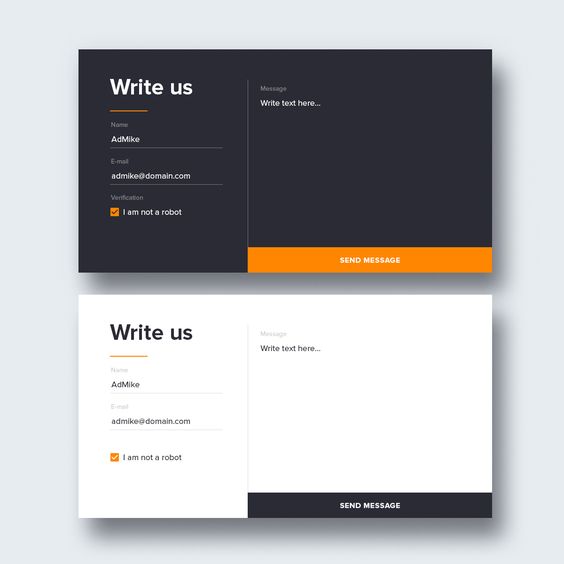 Write us
Name
AdMike
E-mail
admike@domain.com
Verification
I am not a robot
Message
Write text here...
SEND MESSAGE
Write us
Name
AdMike
E-mail
admike@domain.com
I am not a robot
Message
Write text here...
SEND MESSAGE